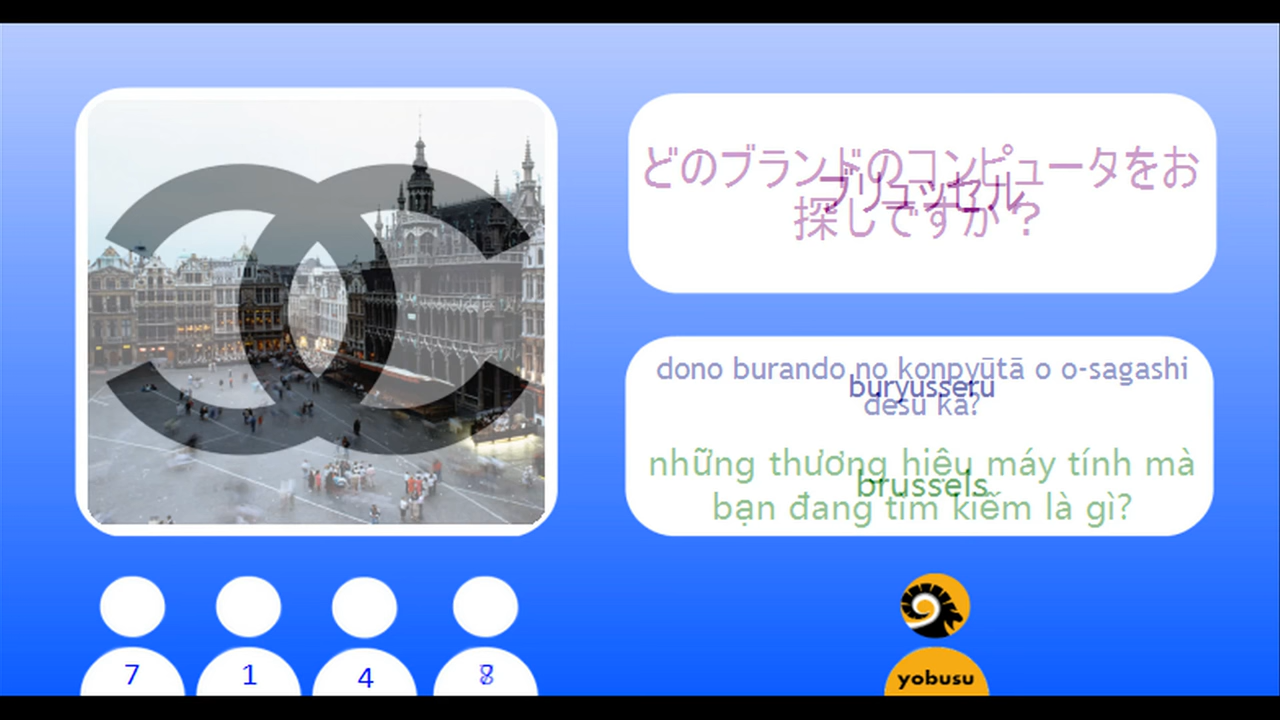 どのブランドのコンピュータをお
探しですか？
ブリュッセル
dono burando no konpyūtā o o-sagashi
desu ka?
buryusseru
những thương hiệu máy tính mà
bạn đang tìm kiếm là gì?
brussels
7 1 4
yobusu